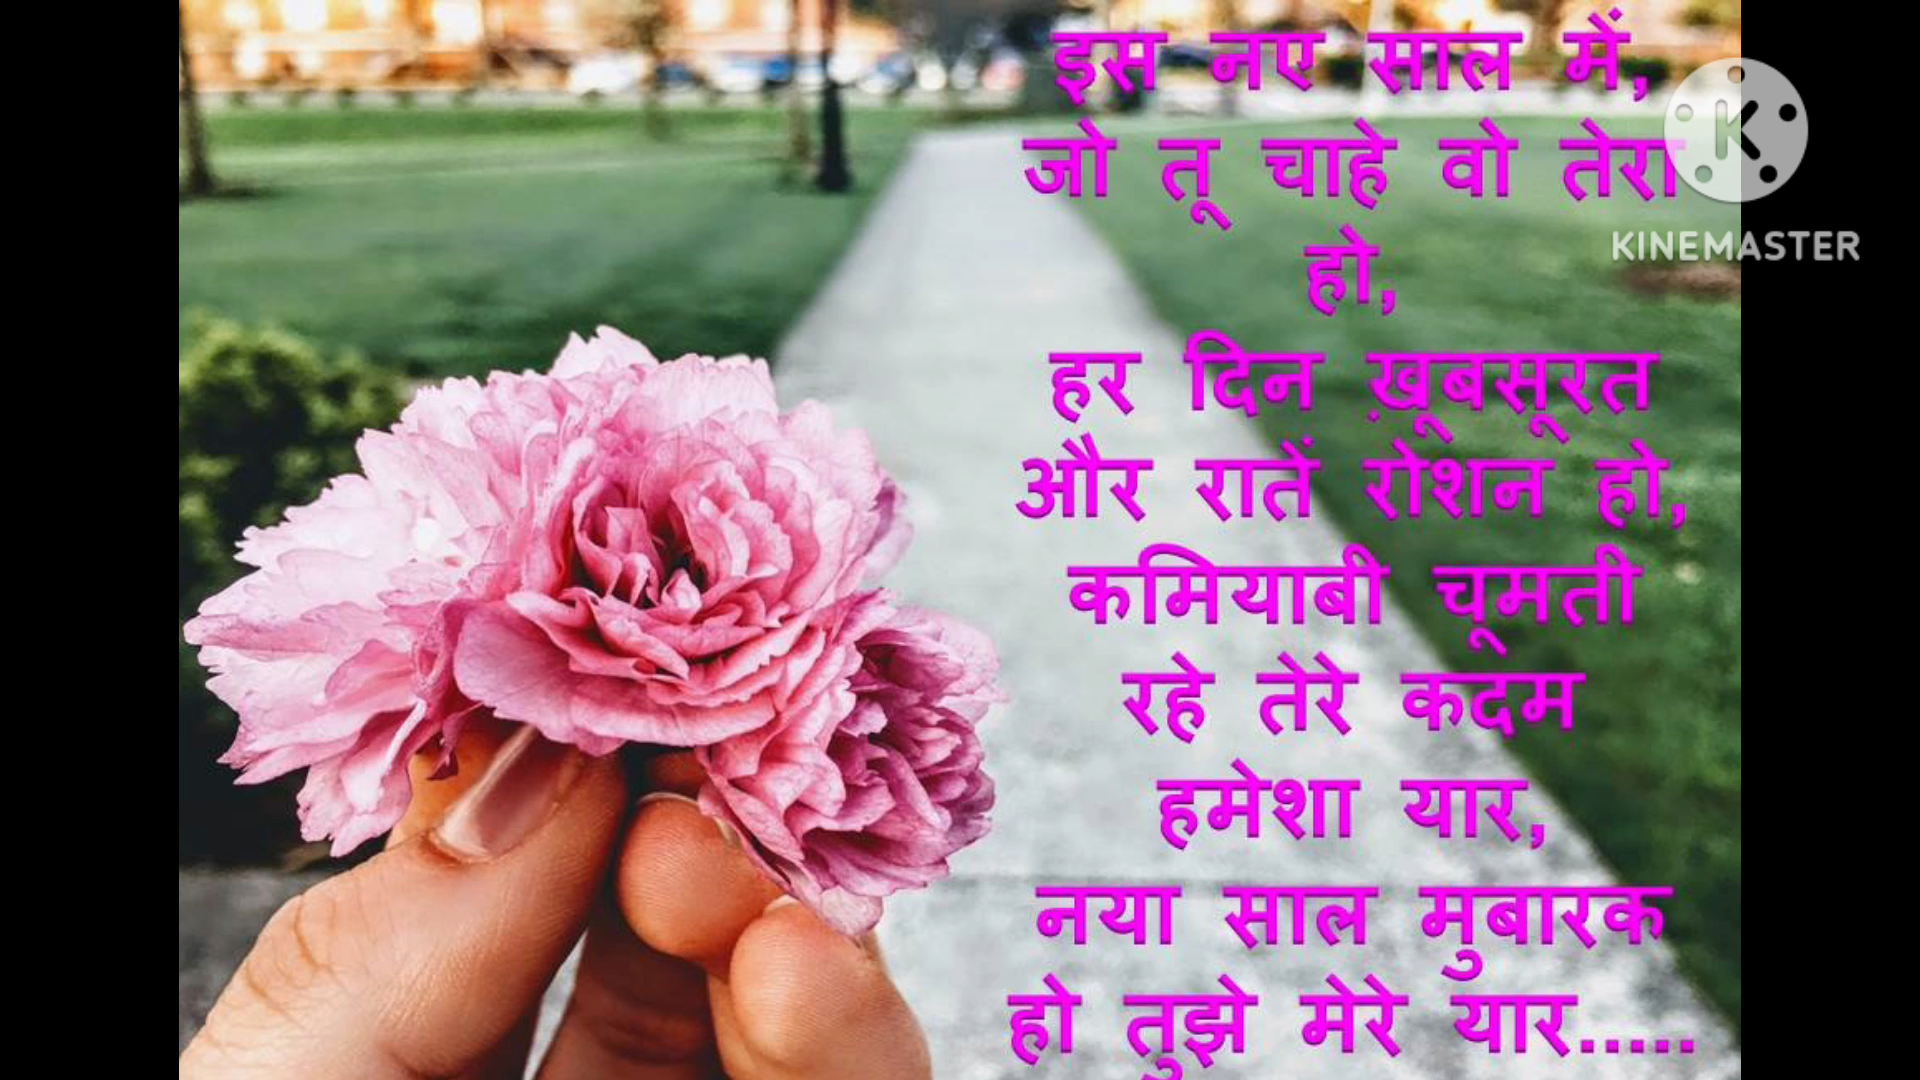 इस नए साल में,
जो तू चाहे वो तेरा
हो,
हर दिन ख़ूबसूरत
और रातें रोशन हो,
कमियाबी चूमती
रहे तेरे कदम
हमेशा यार,
नया साल मुबारक
हो तुझे मेरे यार.....
K
KINEMASTER